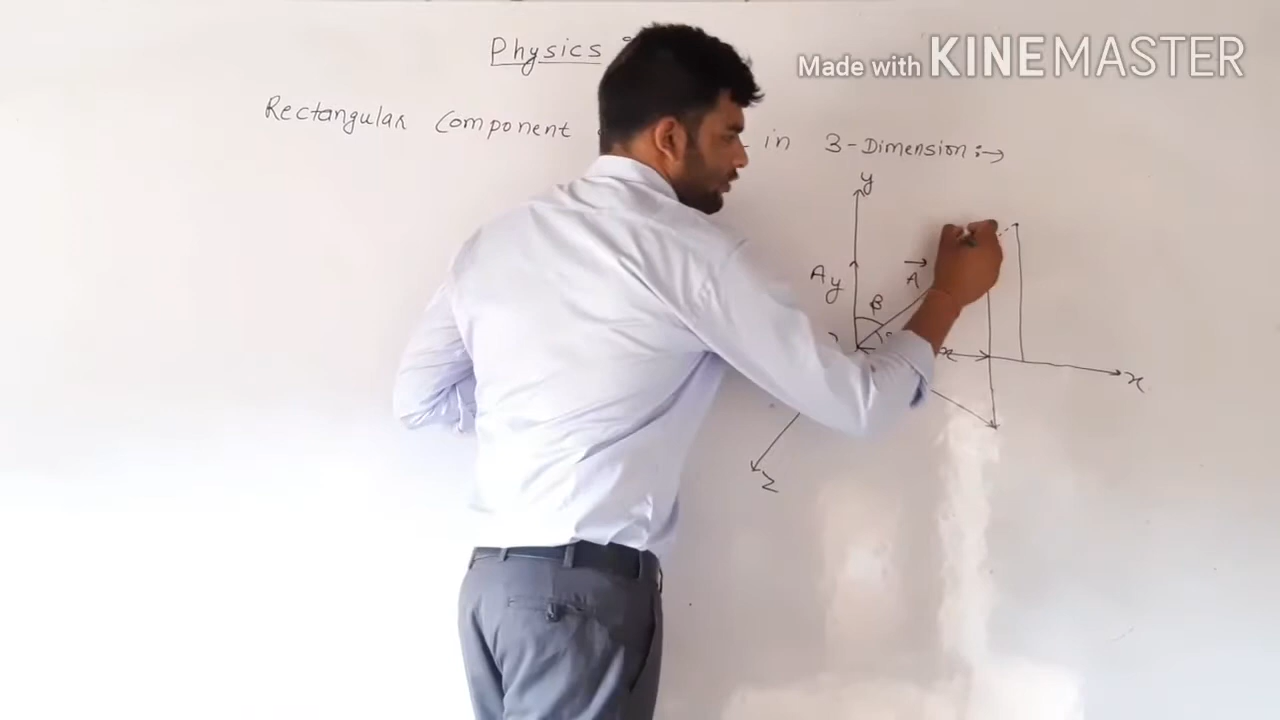 Physics
Made with KINEMASTER
Rectangular Component in 3-Dimension:→
y
Ay
A
β
x
x
z